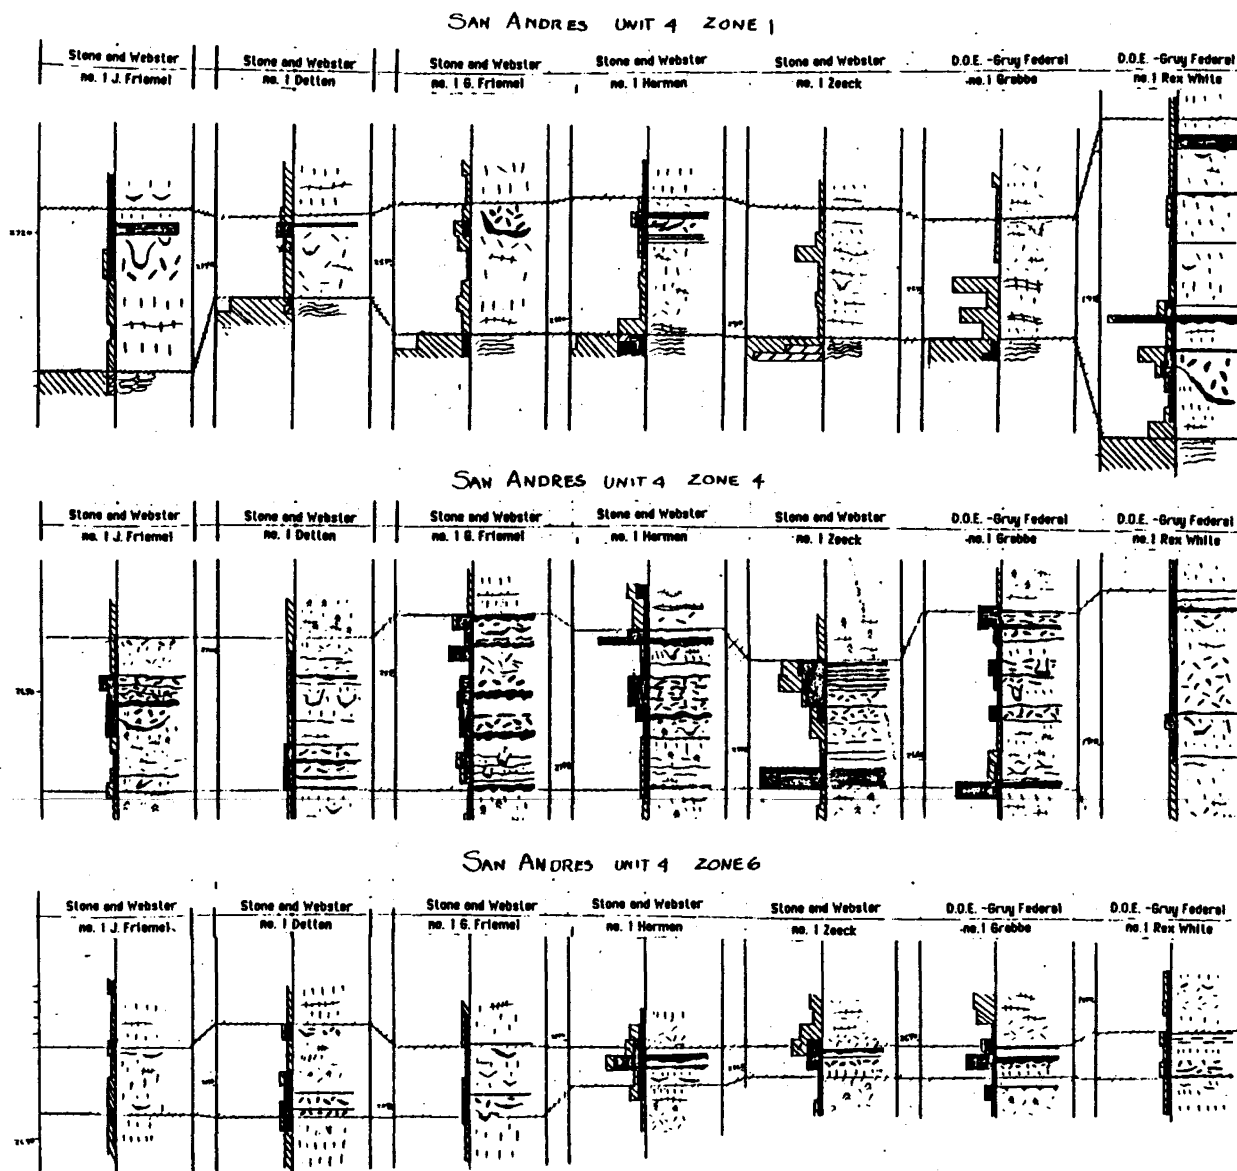 SAN ANDRES UNIT 4 ZONE 1
Stone and Webster
no. 1 J. Friemel
Stone and Webster
no. 1 Detten
Stone and Webster
no. 1 G. Friemel
Stone and Webster
no. 1 Harman
Stone and Webster
no. 1 Zeeck
D.O.E. -Gruy Federal
no. 1 Grabbe
D.O.E. -Gruy Federal
no. 1 Rex White
SAN ANDRES UNIT 4 ZONE 4
Stone and Webster
no. 1 J. Friemel
Stone and Webster
no. 1 Detten
Stone and Webster
no. 1 G. Friemel
Stone and Webster
no. 1 Harman
Stone and Webster
no. 1 Zeeck
D.O.E. -Gruy Federal
no. 1 Grabbe
D.O.E. -Gruy Federal
no. 1 Rex White
SAN ANDRES UNIT 4 ZONE 6
Stone and Webster
no. 1 J. Friemel
Stone and Webster
no. 1 Detten
Stone and Webster
no. 1 G. Friemel
Stone and Webster
no. 1 Harman
Stone and Webster
no. 1 Zeeck
D.O.E. -Gruy Federal
no. 1 Grabbe
D.O.E. -Gruy Federal
no. 1 Rex White